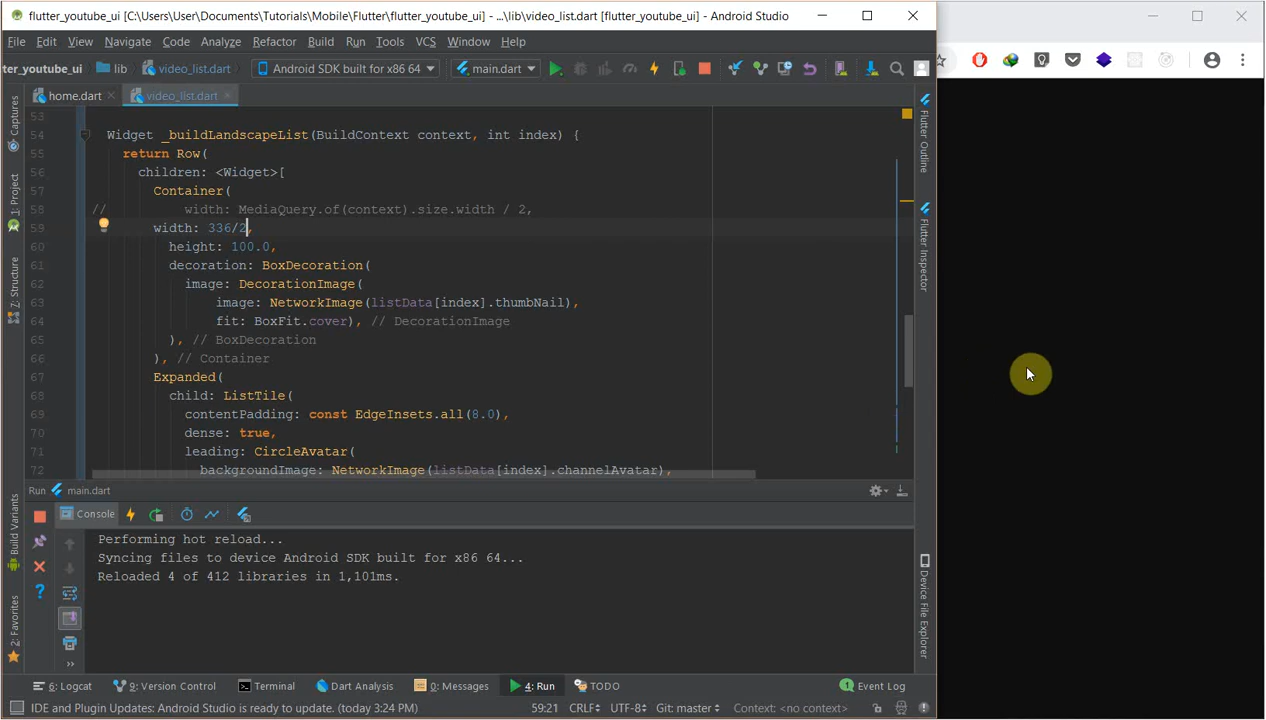 flutter_youtube_ui [C:\Users\User\Documents\Tutorials\Mobile\Flutter\flutter_youtube_ui] - ...\lib\video_list.dart [flutter_youtube_ui] - Android Studio
File Edit View Navigate Code Analyze Refactor Build Run Tools VCS Window Help
ter_youtube_ui lib video_list.dart Android SDK built for x86 64 main.dart
home.dart video_list.dart
53
54 Widget _buildLandscapeList(BuildContext context, int index) {
55 return Row(
56 children: <Widget>[
57 Container(
58 // width: MediaQuery.of(context).size.width / 2,
59 width: 336/2,
60 height: 100.0,
61 decoration: BoxDecoration(
62 image: DecorationImage(
63 image: NetworkImage(listData[index].thumbNail),
64 fit: BoxFit.cover), // DecorationImage
65 ), // BoxDecoration
66 ), // Container
67 Expanded(
68 child: ListTile(
69 contentPadding: const EdgeInsets.all(8.0),
70 dense: true,
71 leading: CircleAvatar(
72 backgroundImage: NetworkImage(listData[index].channelAvatar),
Captures
1: Project
7: Structure
Build Variants
2: Favorites
Flutter Outline
Flutter Inspector
Device File Explorer
Run main.dart
Console
Performing hot reload...
Syncing files to device Android SDK built for x86 64...
Reloaded 4 of 412 libraries in 1,101ms.
6: Logcat 9: Version Control Terminal Dart Analysis 0: Messages 4: Run TODO Event Log
IDE and Plugin Updates: Android Studio is ready to update. (today 3:24 PM) 59:21 CRLF UTF-8 Git: master Context: <no context>